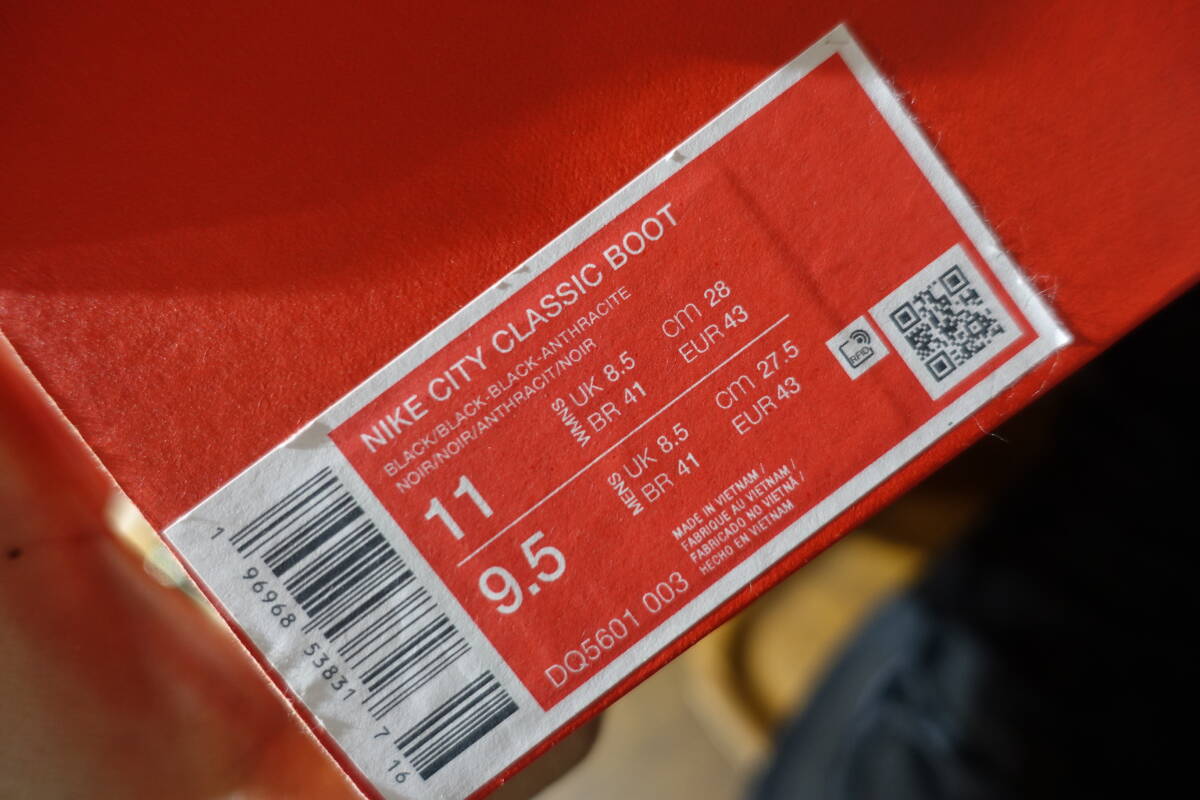 NIKE CITY CLASSIC BOOT
BLACK/BLACK-BLACK-ANTHRACITE
NOIR/NOIR/ANTHRACIT/NOIR
11
WMNS
UK 8.5
cm 28
BR 41
EUR 43
9.5
MENS
UK 8.5
cm 27.5
BR 41
EUR 43
RFID
MADE IN VIETNAM /
FABRIQUE AU VIETNAM /
FABRICADO NO VIETNÃ /
HECHO EN VIETNAM
DQ5601 003
1 96968 53831 7 16